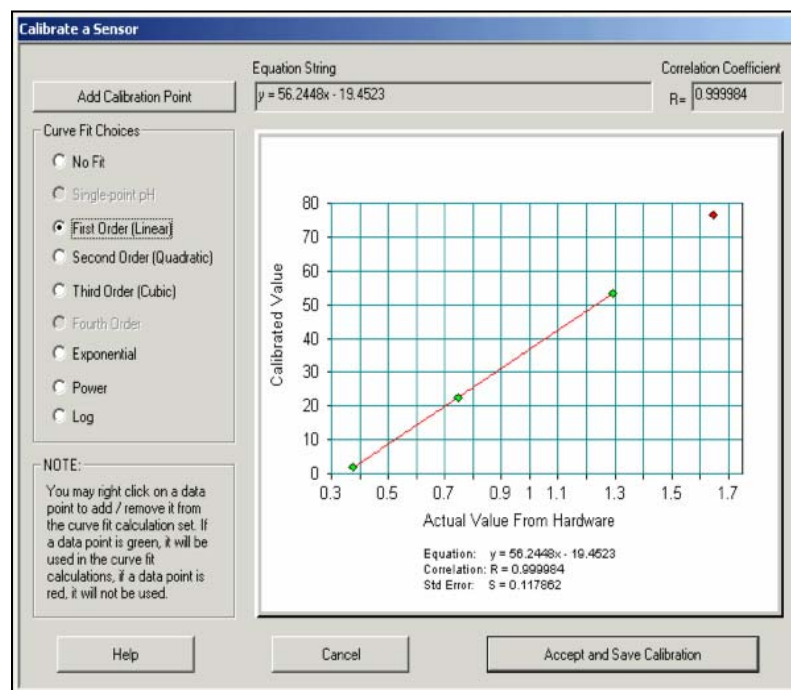 Calibrate a Sensor
Add Calibration Point
Equation String
y = 56.2448x - 19.4523
Correlation Coefficient
R= 0.999984
Curve Fit Choices
No Fit
Single-point pH
First Order (Linear)
Second Order (Quadratic)
Third Order (Cubic)
Fourth Order
Exponential
Power
Log
NOTE:
You may right click on a data
point to add / remove it from
the curve fit calculation set. If
a data point is green, it will be
used in the curve fit
calculations, if a data point is
red, it will not be used.
Calibrated Value
80
70
60
50
40
30
20
10
0
0.3 0.5 0.7 0.9 1 1.1 1.3 1.5 1.7
Actual Value From Hardware
Equation: y = 56.2448x - 19.4523
Correlation: R = 0.999984
Std Error: S = 0.117862
Help
Cancel
Accept and Save Calibration